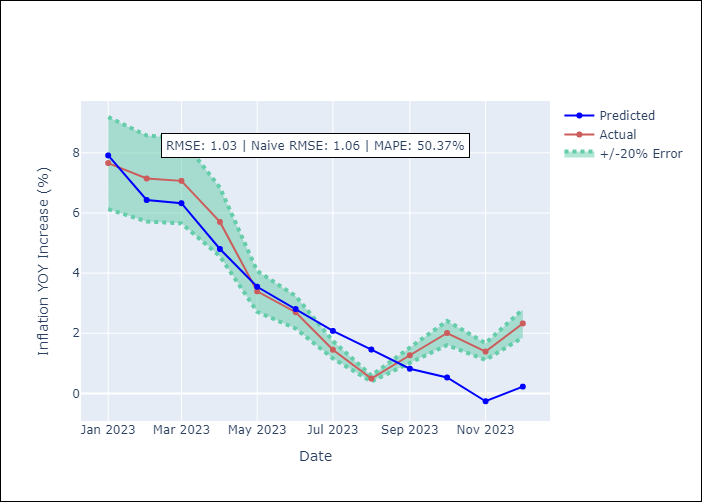 RMSE: 1.03 | Naive RMSE: 1.06 | MAPE: 50.37%
Predicted
Actual
+/-20% Error
8
6
4
2
0
Inflation YOY Increase (%)
Jan 2023
Mar 2023
May 2023
Jul 2023
Sep 2023
Nov 2023
Date